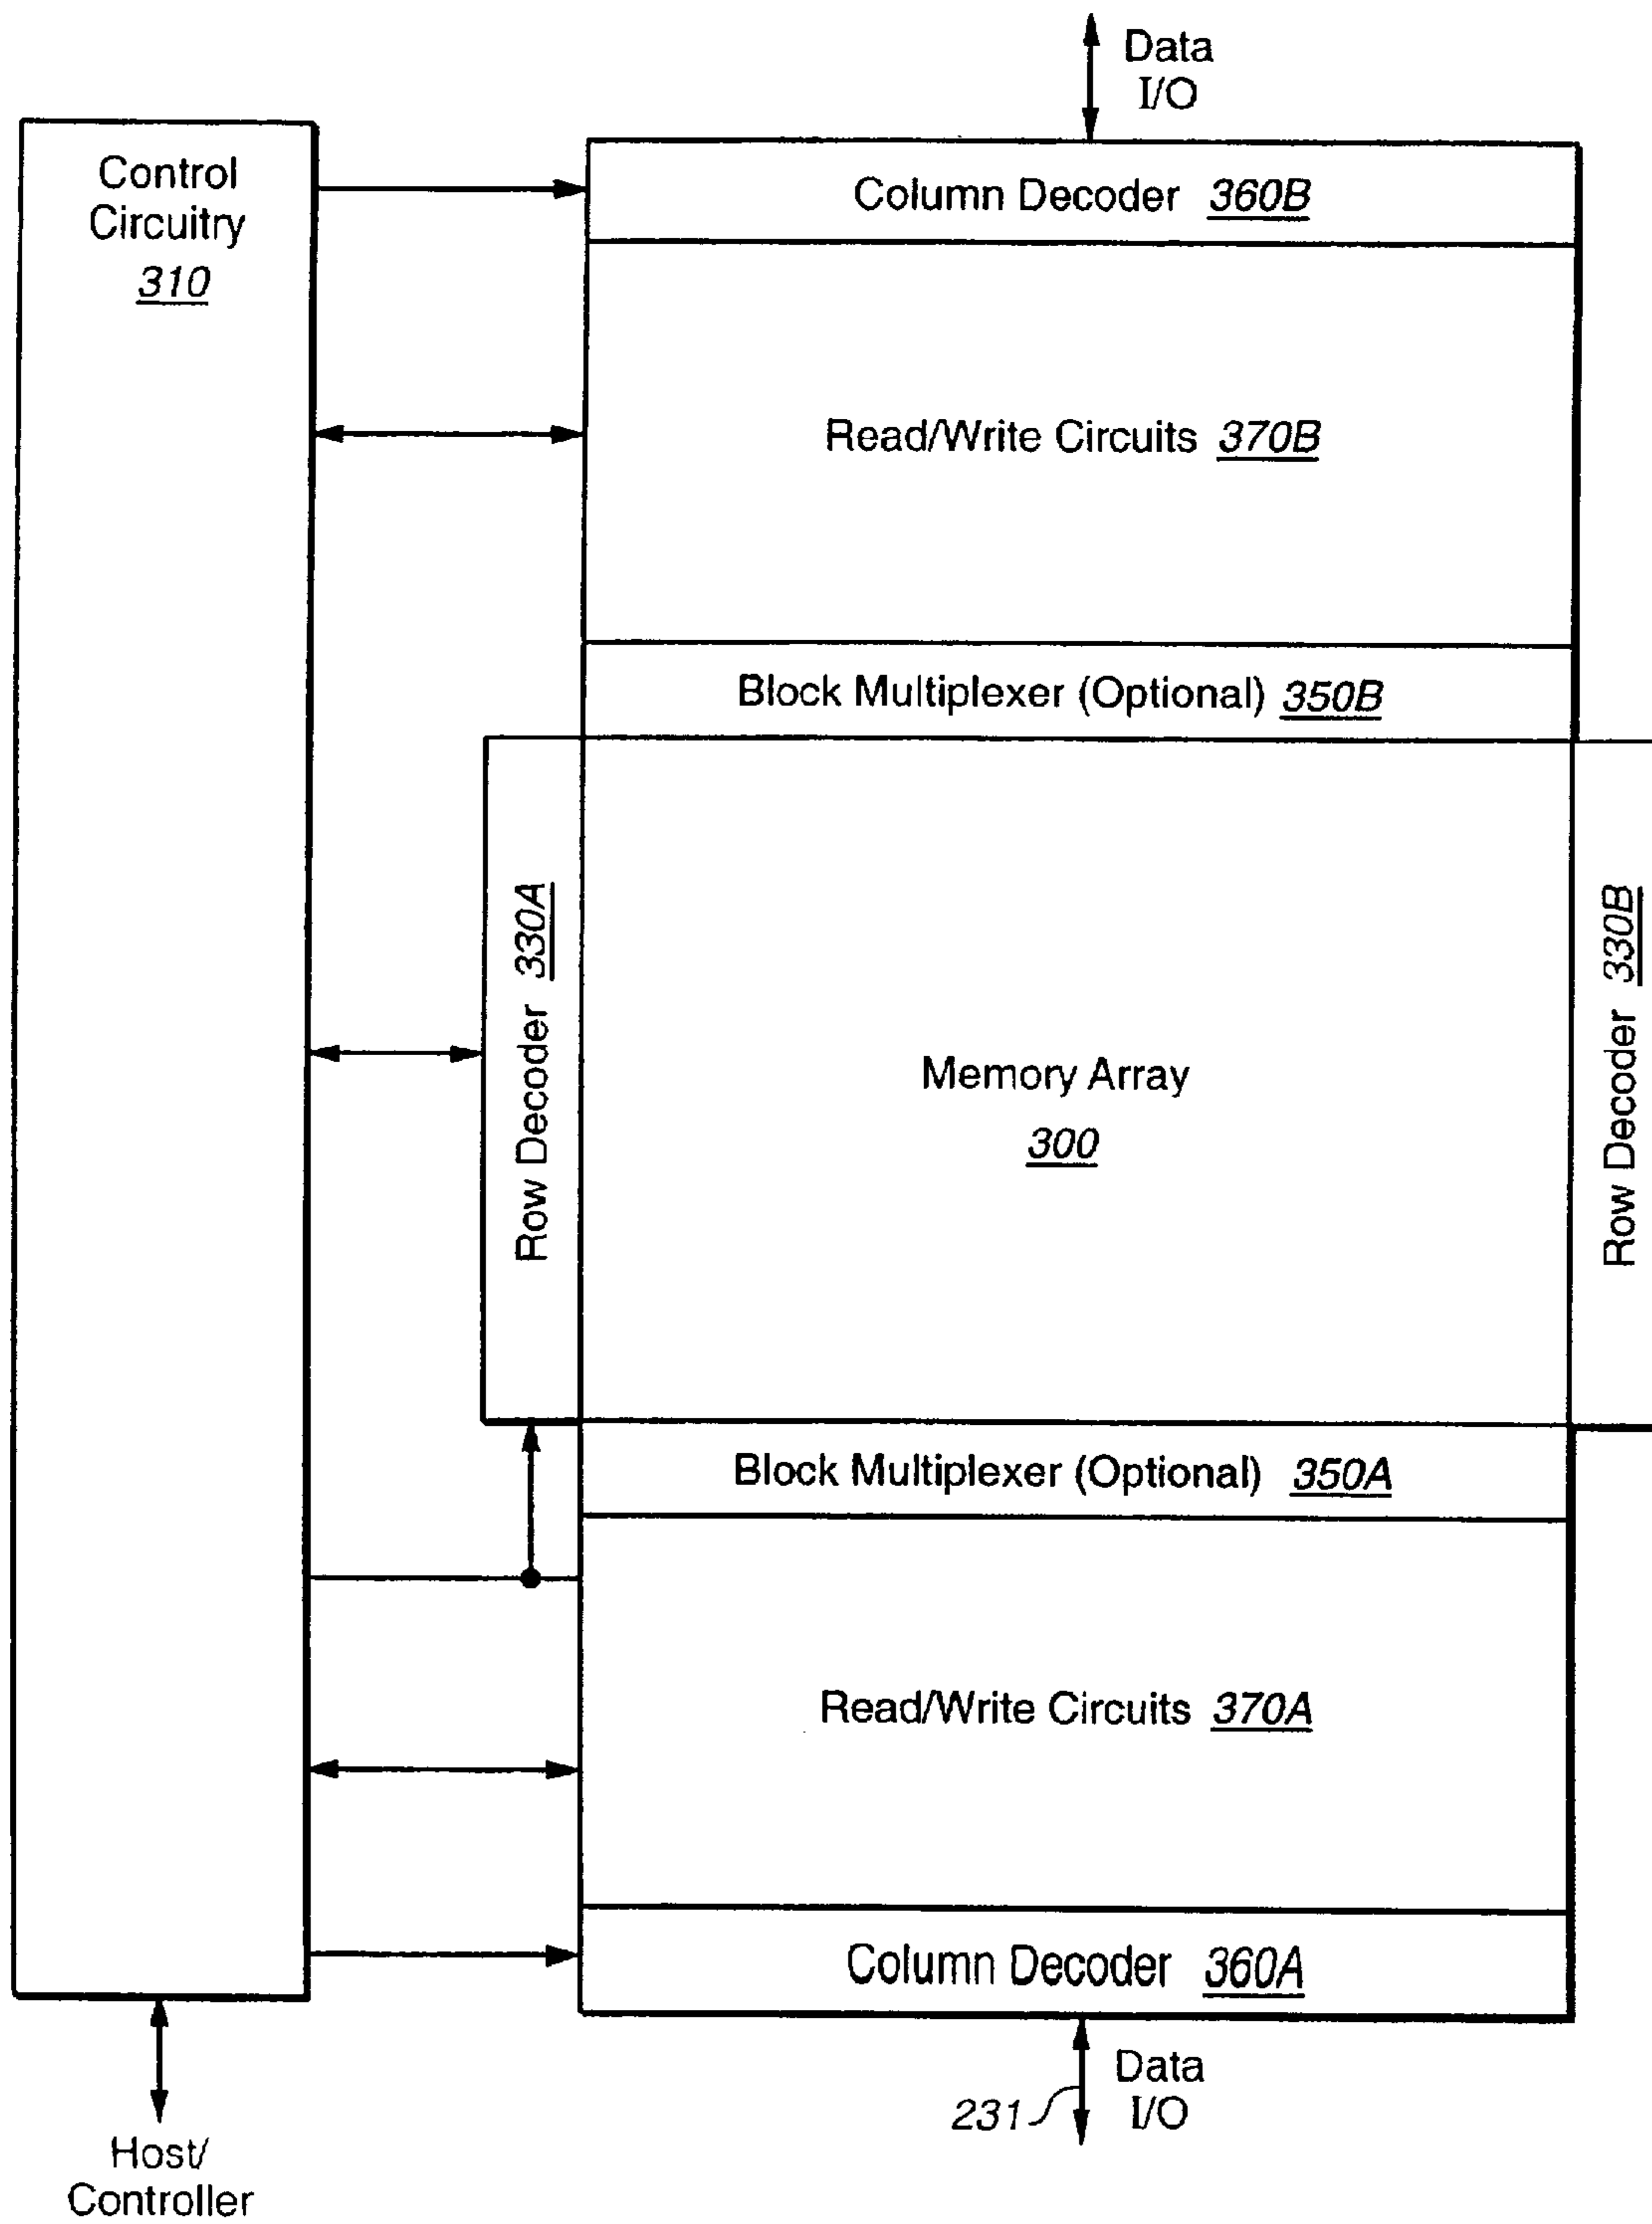 Data
I/O
Control
Circuitry
310
Column Decoder 360B
Read/Write Circuits 370B
Block Multiplexer (Optional) 350B
Row Decoder 330A
Memory Array
300
Row Decoder 330B
Block Multiplexer (Optional) 350A
Read/Write Circuits 370A
Column Decoder 360A
231
Data
I/O
Host/
Controller